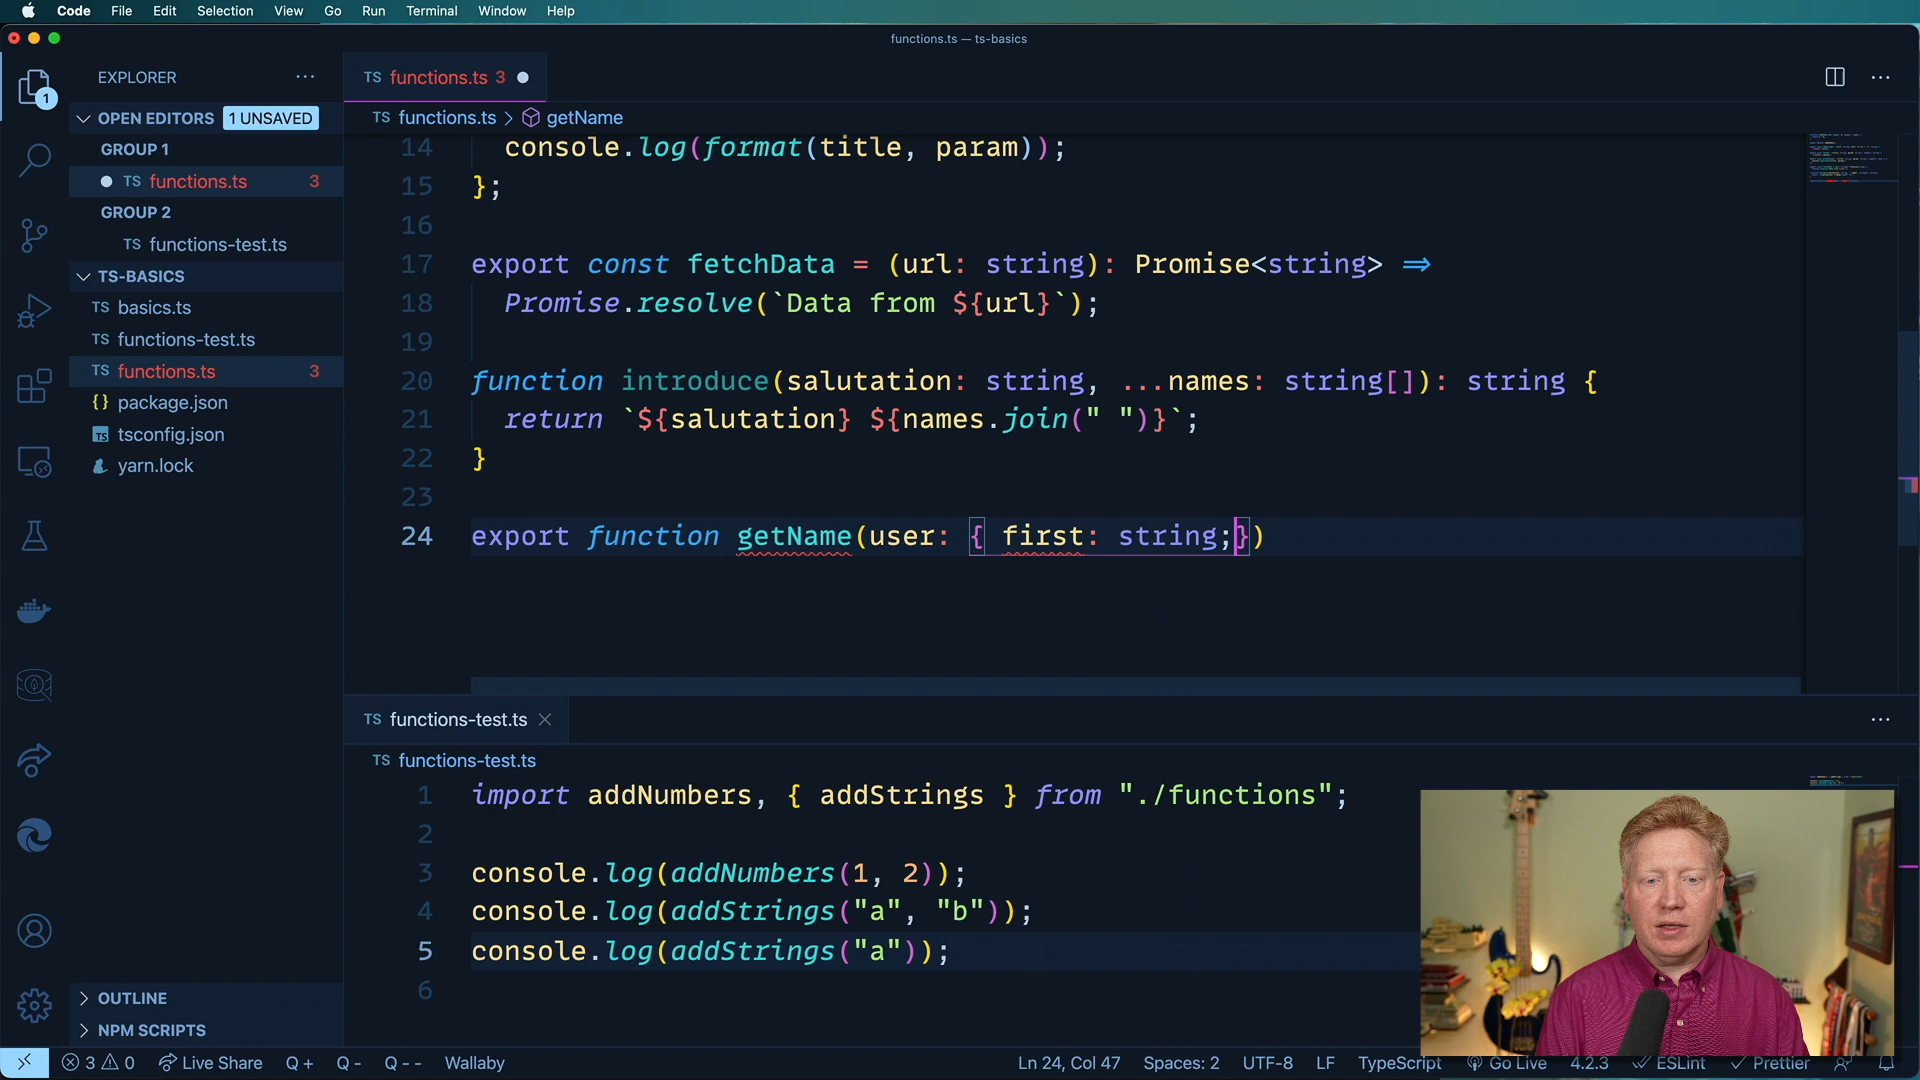 Code File Edit Selection View Go Run Terminal Window Help
functions.ts — ts-basics
EXPLORER ...
1
OPEN EDITORS 1 UNSAVED
GROUP 1
TS functions.ts 3
GROUP 2
TS functions-test.ts
TS-BASICS
TS basics.ts
TS functions-test.ts
TS functions.ts 3
{} package.json
TS tsconfig.json
yarn.lock
OUTLINE
NPM SCRIPTS
TS functions.ts 3
TS functions.ts > getName
14 console.log(format(title, param));
15 };
16
17 export const fetchData = (url: string): Promise<string> =>
18 Promise.resolve(`Data from ${url}`);
19
20 function introduce(salutation: string, ...names: string[]): string {
21 return `${salutation} ${names.join(" ")}`;
22 }
23
24 export function getName(user: { first: string;})
TS functions-test.ts
TS functions-test.ts
1 import addNumbers, { addStrings } from "./functions";
2
3 console.log(addNumbers(1, 2));
4 console.log(addStrings("a", "b"));
5 console.log(addStrings("a"));
6
3 0 Live Share Q + Q - Q - - Wallaby Ln 24, Col 47 Spaces: 2 UTF-8 LF TypeScript Go Live 4.2.3 ESLint Prettier